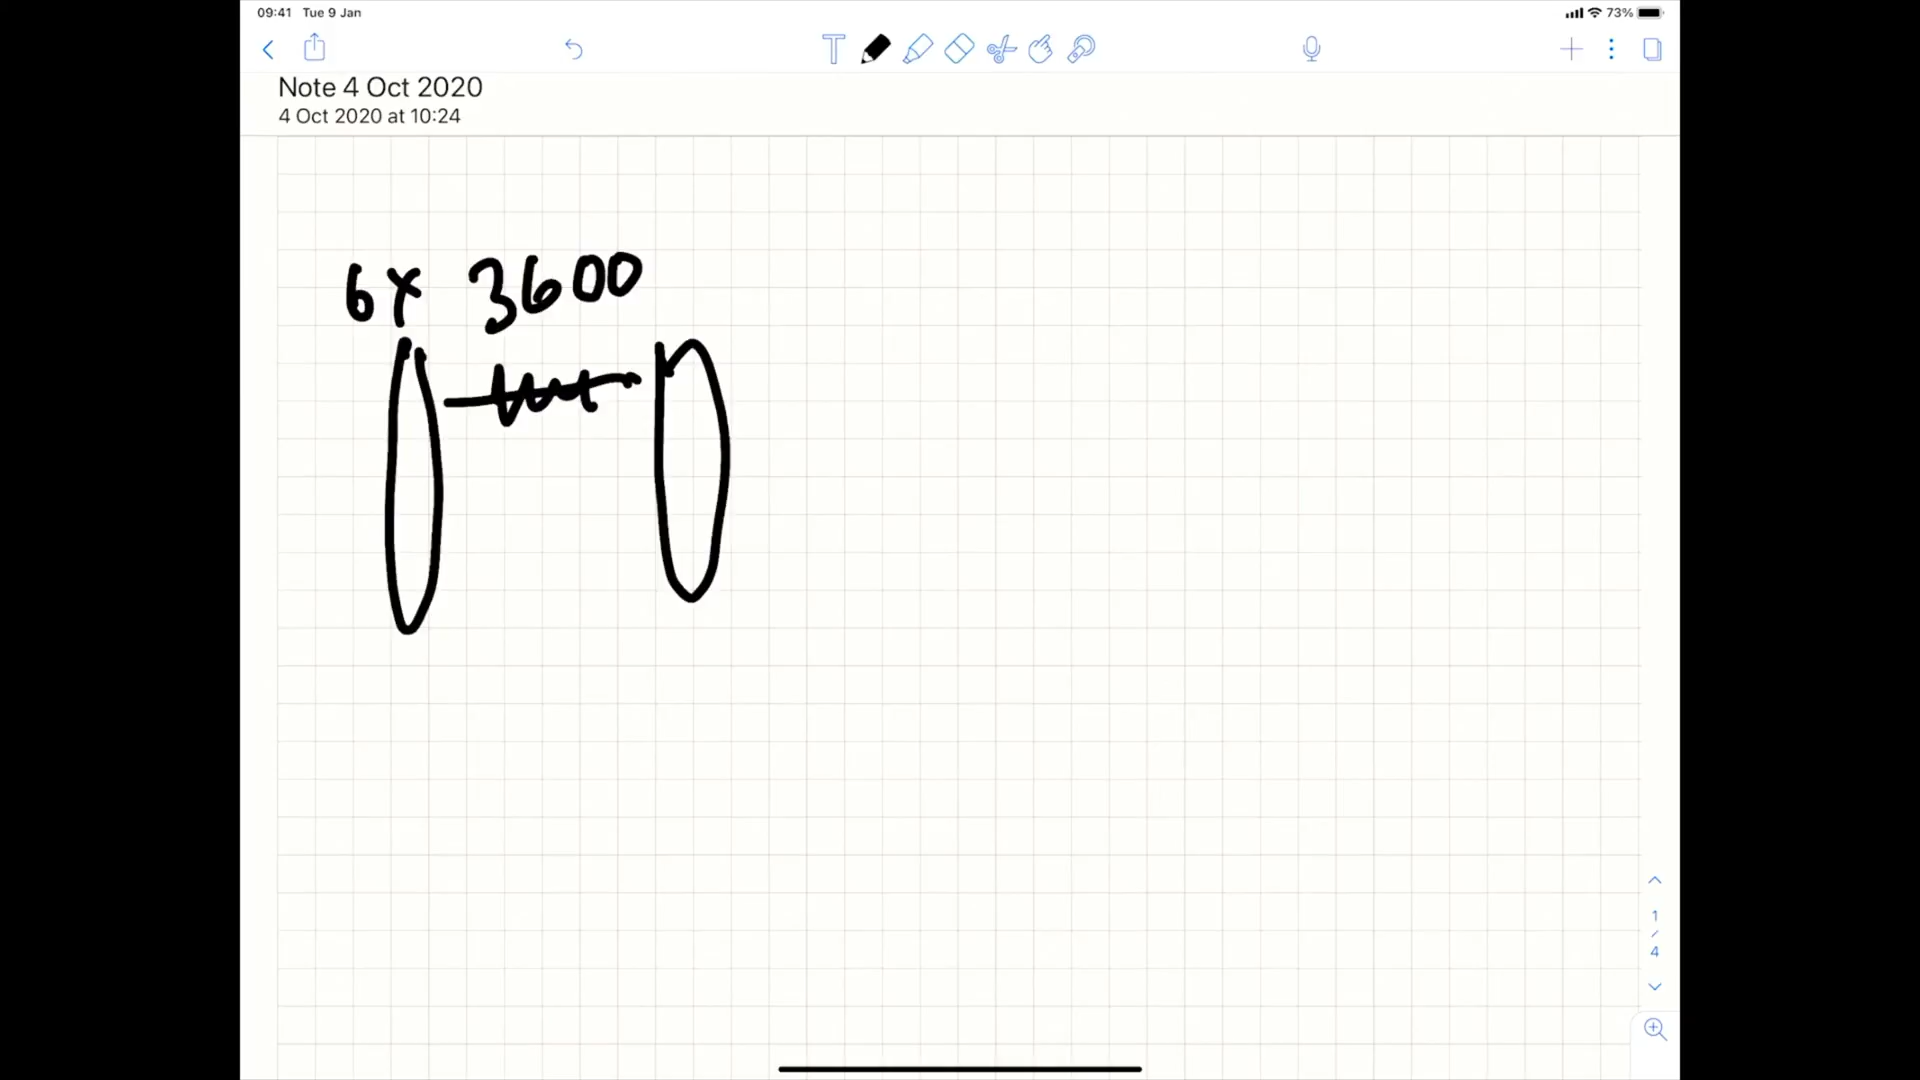 09:41 Tue 9 Jan 73%
Note 4 Oct 2020
4 Oct 2020 at 10:24
6x 3600
1
/
4